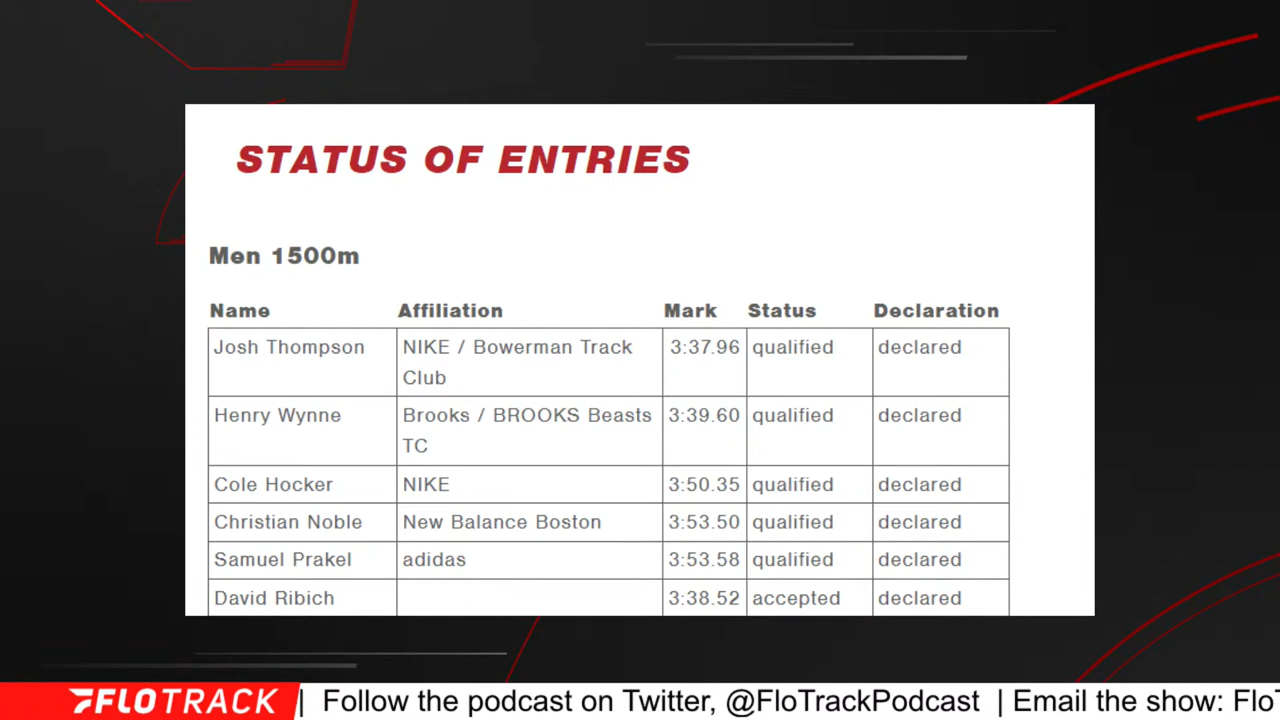 STATUS OF ENTRIES
Men 1500m
Name Affiliation Mark Status Declaration
Josh Thompson NIKE / Bowerman Track Club 3:37.96 qualified declared
Henry Wynne Brooks / BROOKS Beasts TC 3:39.60 qualified declared
Cole Hocker NIKE 3:50.35 qualified declared
Christian Noble New Balance Boston 3:53.50 qualified declared
Samuel Prakel adidas 3:53.58 qualified declared
David Ribich 3:38.52 accepted declared
FLOTRACK | Follow the podcast on Twitter, @FloTrackPodcast | Email the show: FloT